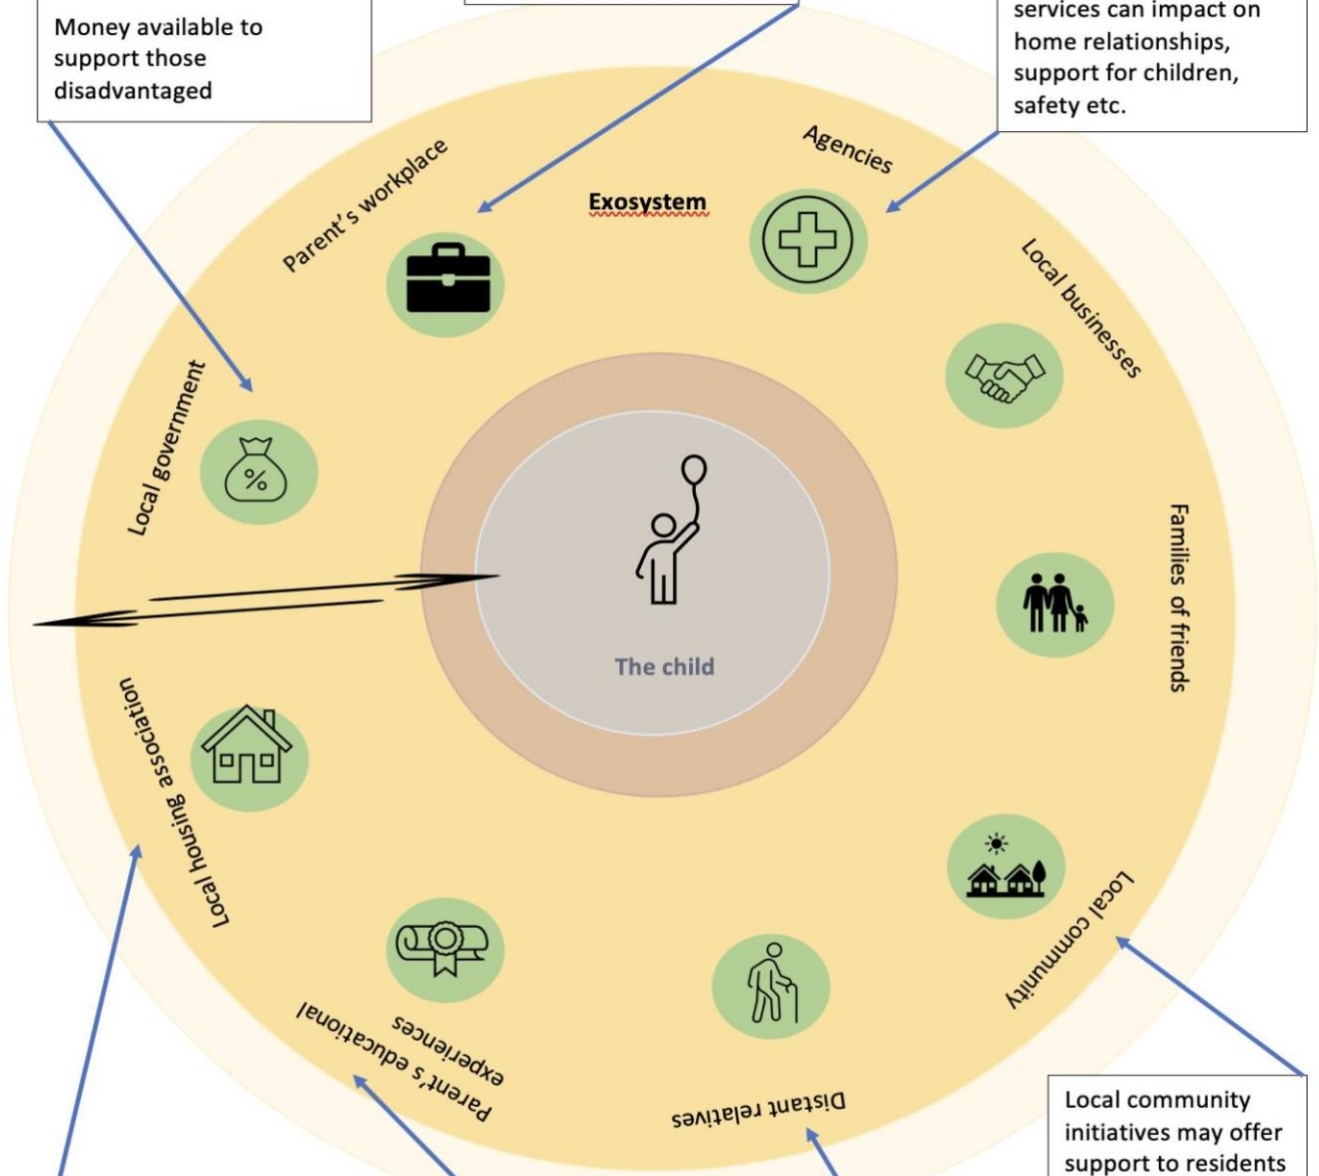 Money available to
support those
disadvantaged
services can impact on
home relationships,
support for children,
safety etc.
Parent's workplace
Exosystem
Agencies
Local businesses
Local government
%
Families of friends
The child
Local housing association
Local community
Parent's educational
experiences
Distant relatives
Local community
initiatives may offer
support to residents